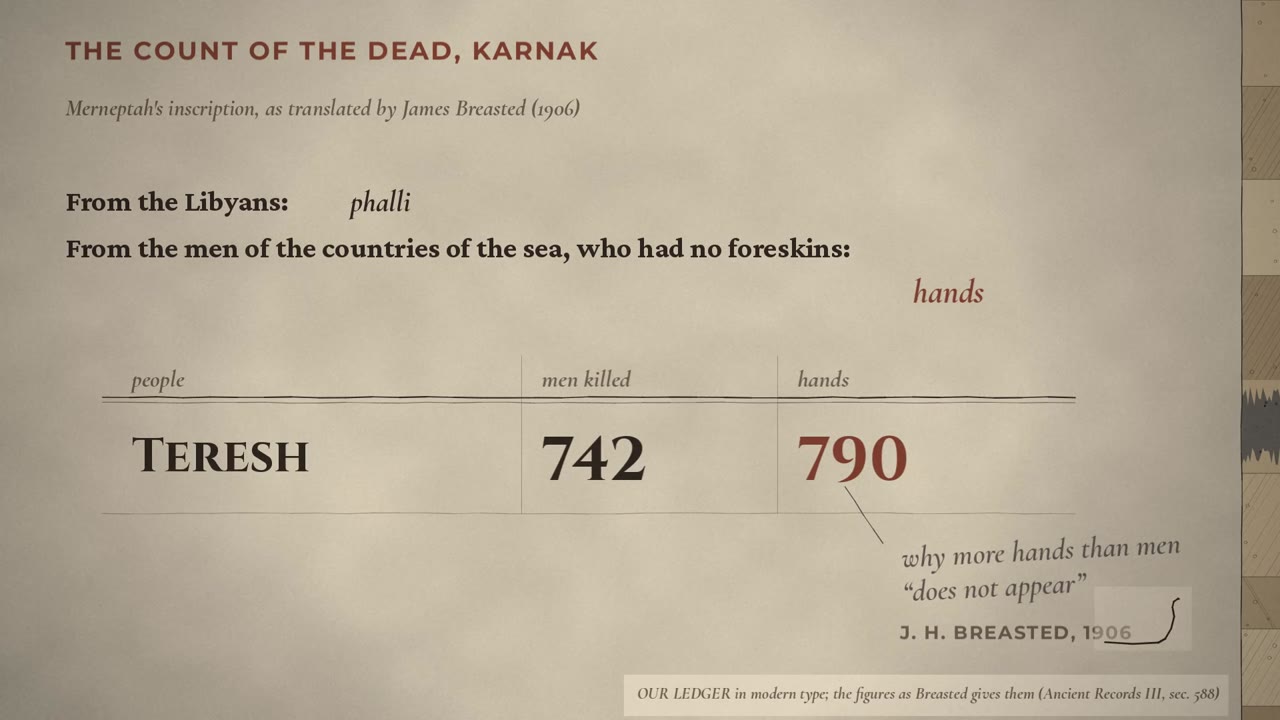 THE COUNT OF THE DEAD, KARNAK
Merneptah's inscription, as translated by James Breasted (1906)
From the Libyans: phalli
From the men of the countries of the sea, who had no foreskins:
hands
people men killed hands
TERESH 742 790
why more hands than men
“does not appear”
J. H. BREASTED, 1906
OUR LEDGER in modern type; the figures as Breasted gives them (Ancient Records III, sec. 588)